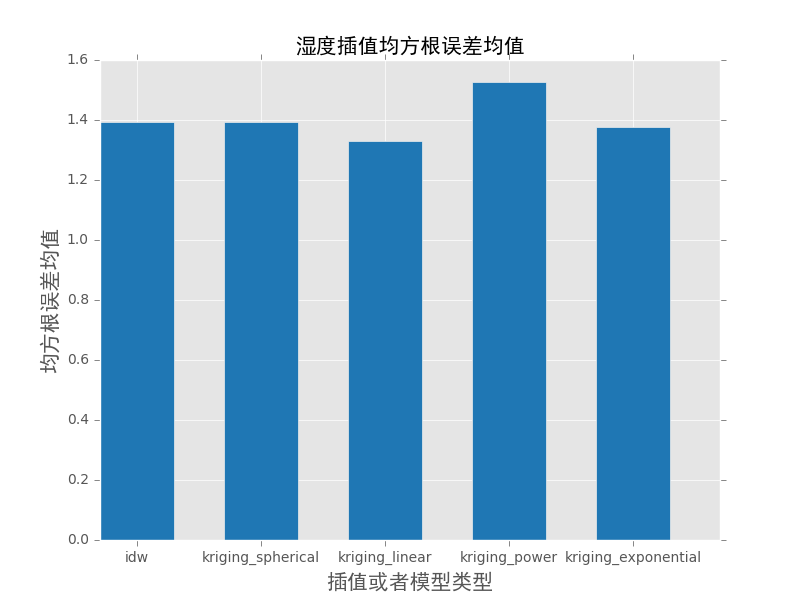 湿度插值均方根误差均值
1.6
1.4
1.2
1.0
0.8
0.6
0.4
0.2
0.0
均方根误差均值
idw kriging_spherical kriging_linear kriging_power kriging_exponential
插值或者模型类型